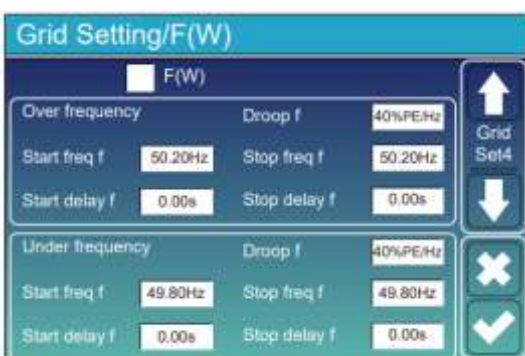 Grid Setting/F(W)
F(W)
Over frequency Droop f 40%PE/Hz
Start freq f 50.20Hz Stop freq f 50.20Hz
Start delay f 0.00s Stop delay f 0.00s
Grid
Set4
Under frequency Droop f 40%PE/Hz
Start freq f 49.80Hz Stop freq f 49.80Hz
Start delay f 0.00s Stop delay f 0.00s